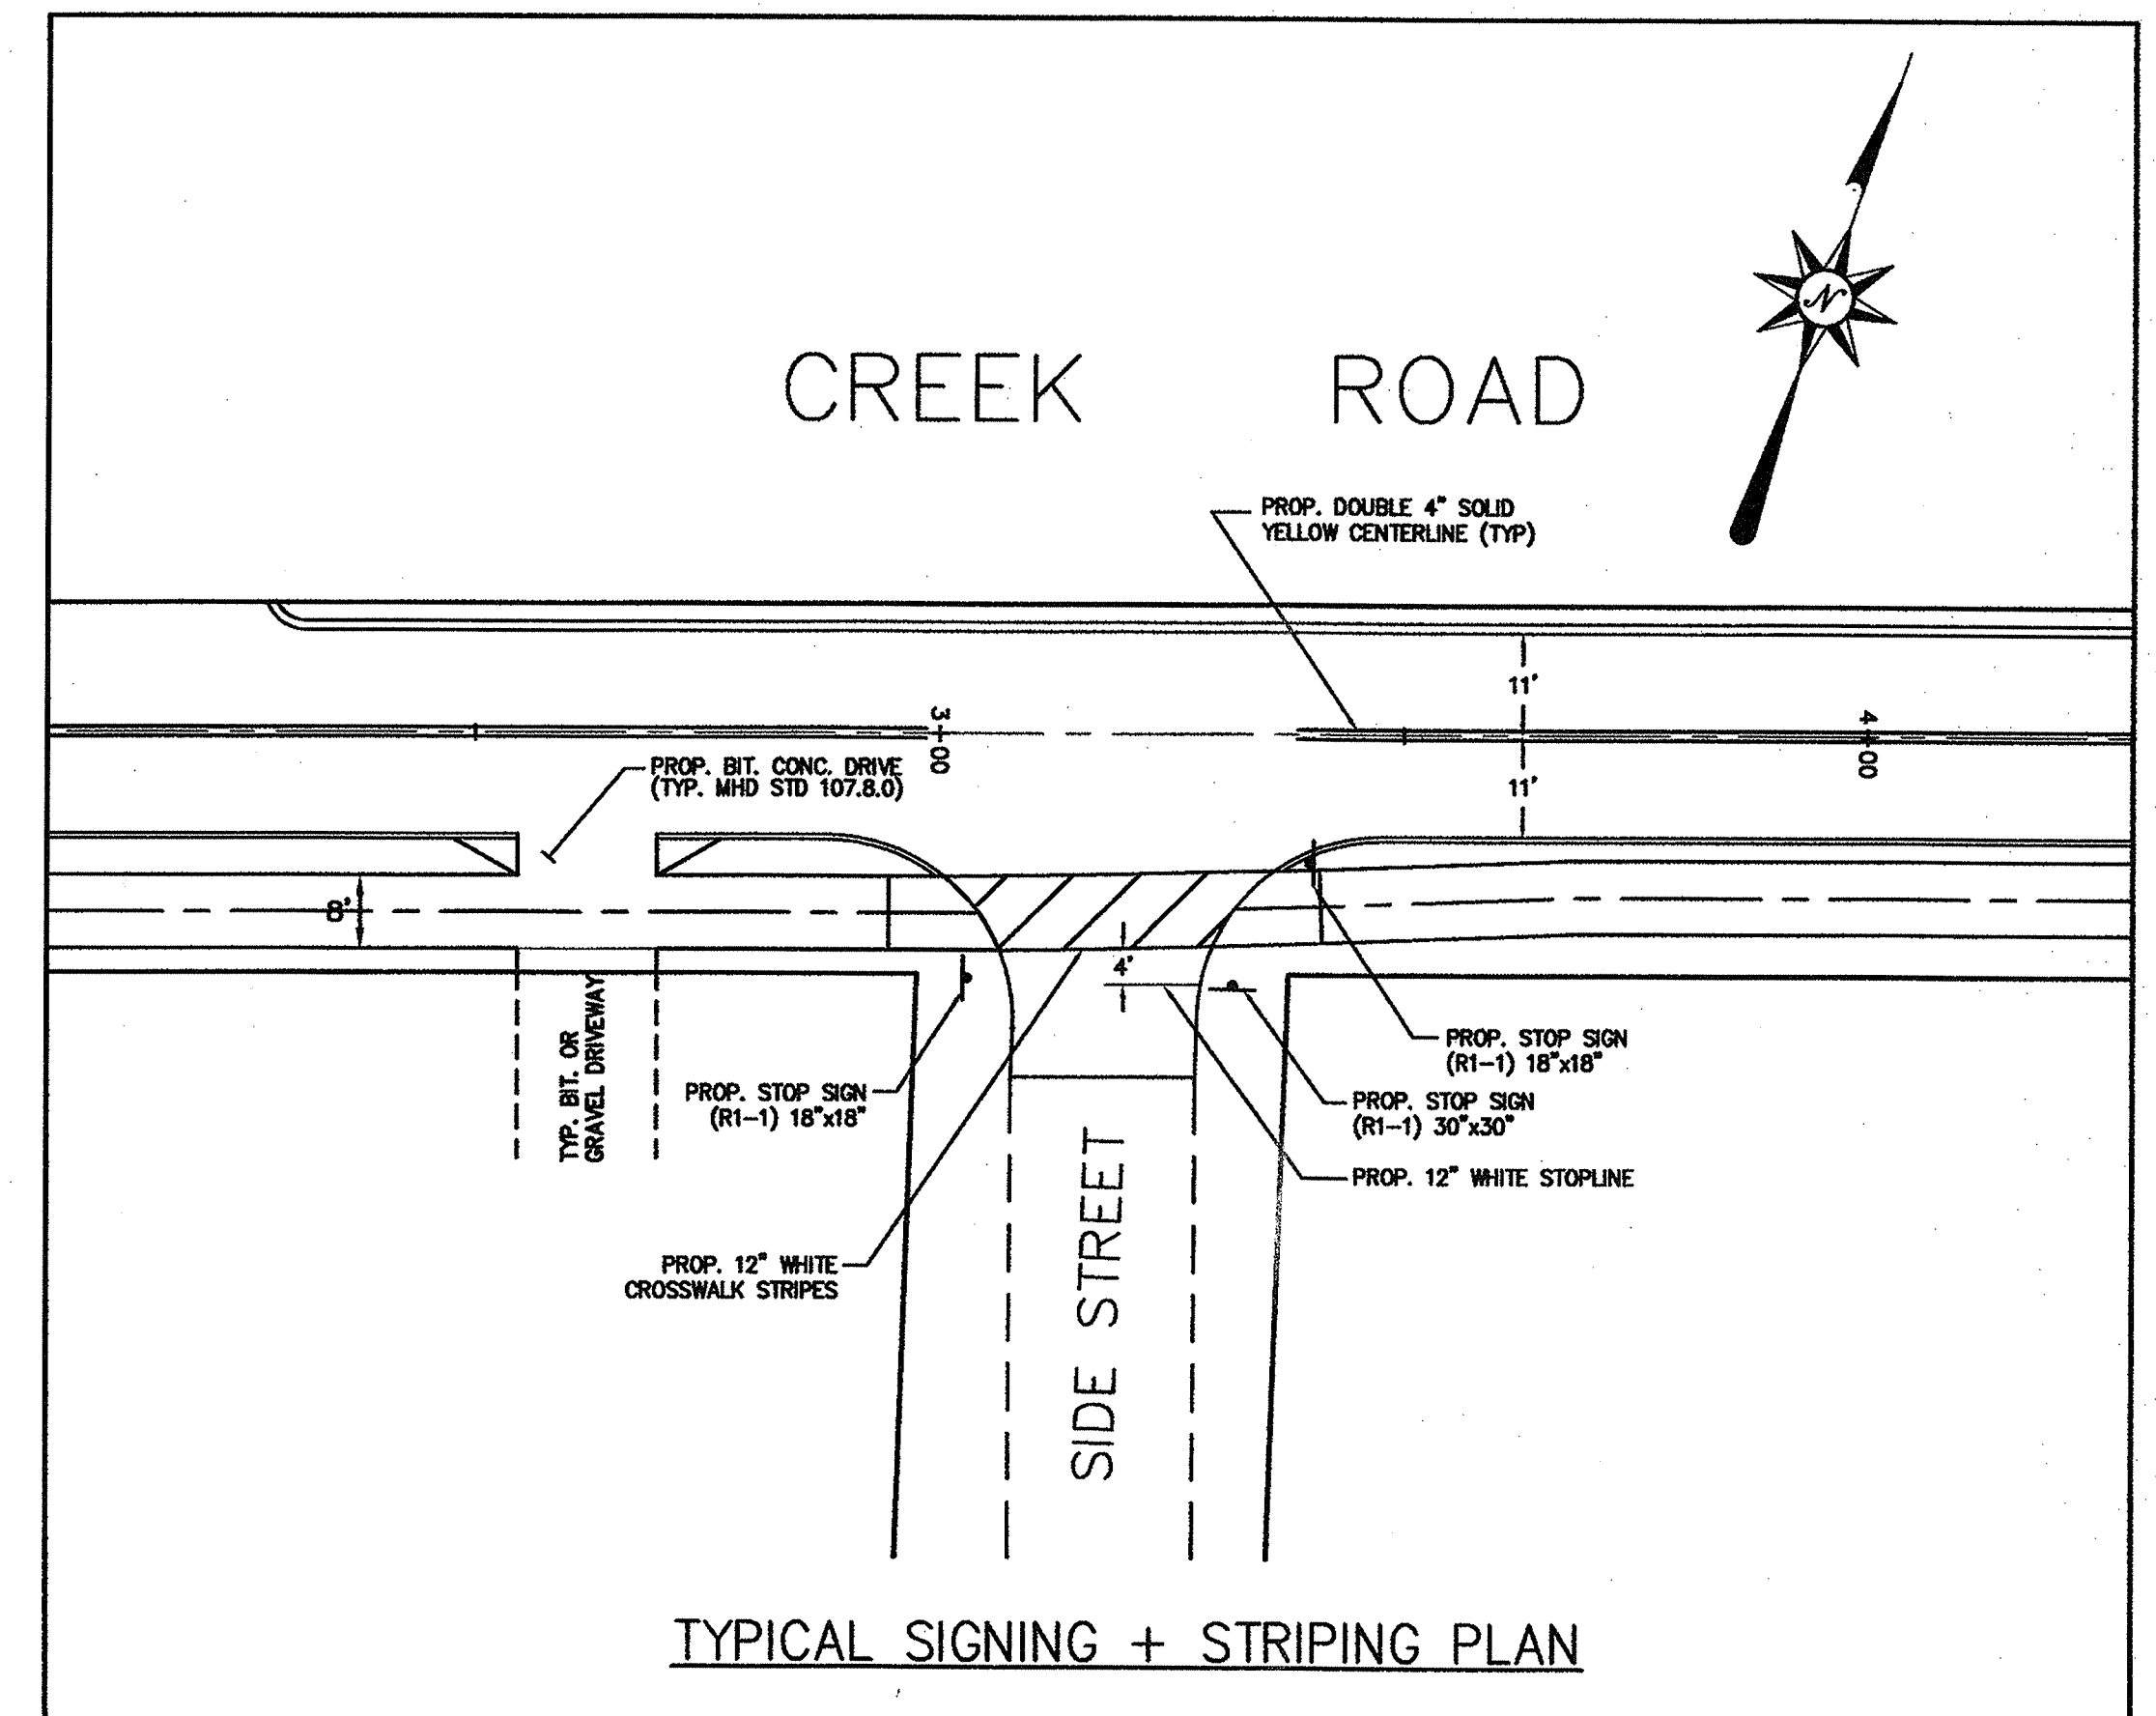 N
CREEK ROAD
PROP. DOUBLE 4" SOLID
YELLOW CENTERLINE (TYP)
11'
3+00
4+00
PROP. BIT. CONC. DRIVE
(TYP. MHD STD 107.8.0)
11'
8'
4'
TYP. BIT. OR
GRAVEL DRIVEWAY
PROP. STOP SIGN
(R1-1) 18"x18"
PROP. STOP SIGN
(R1-1) 18"x18"
PROP. STOP SIGN
(R1-1) 30"x30"
PROP. 12" WHITE STOPLINE
PROP. 12" WHITE
CROSSWALK STRIPES
SIDE STREET
TYPICAL SIGNING + STRIPING PLAN